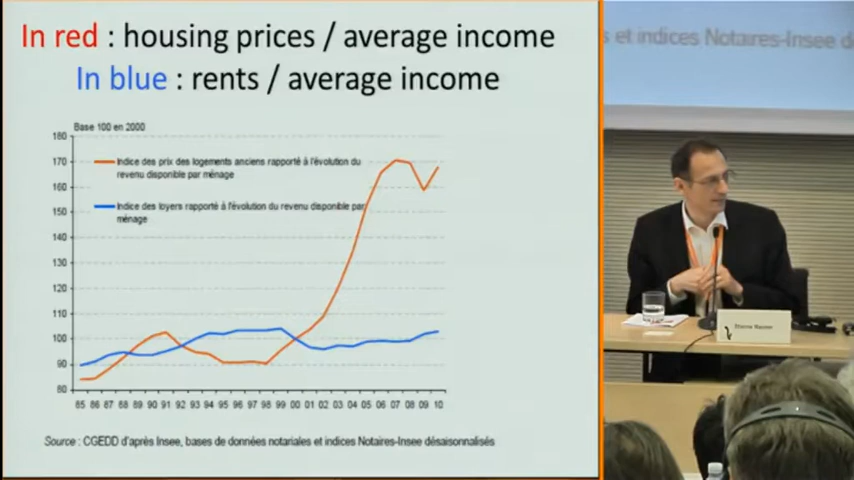 In red : housing prices / average income
In blue : rents / average income
Base 100 en 2000
180
170
160
150
140
130
120
110
100
90
80
Indice des prix des logements anciens rapporté à l'évolution du
revenu disponible par ménage
Indice des loyers rapporté à l'évolution du revenu disponible par
ménage
85 86 87 88 89 90 91 92 93 94 95 96 97 98 99 00 01 02 03 04 05 06 07 08 09 10
Source : CGEDD d'après Insee, bases de données notariales et indices Notaires-Insee désaisonnalisés
s et indices Notaires-Insee dé
Etienne